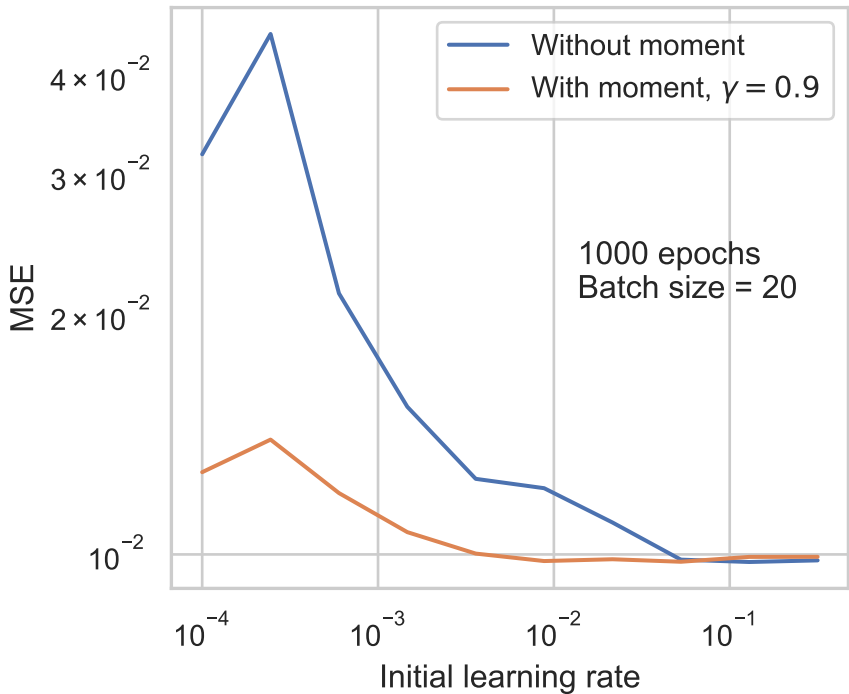 Without moment
With moment, γ = 0.9
4 × 10⁻²
3 × 10⁻²
2 × 10⁻²
10⁻²
MSE
1000 epochs
Batch size = 20
10⁻⁴ 10⁻³ 10⁻² 10⁻¹
Initial learning rate